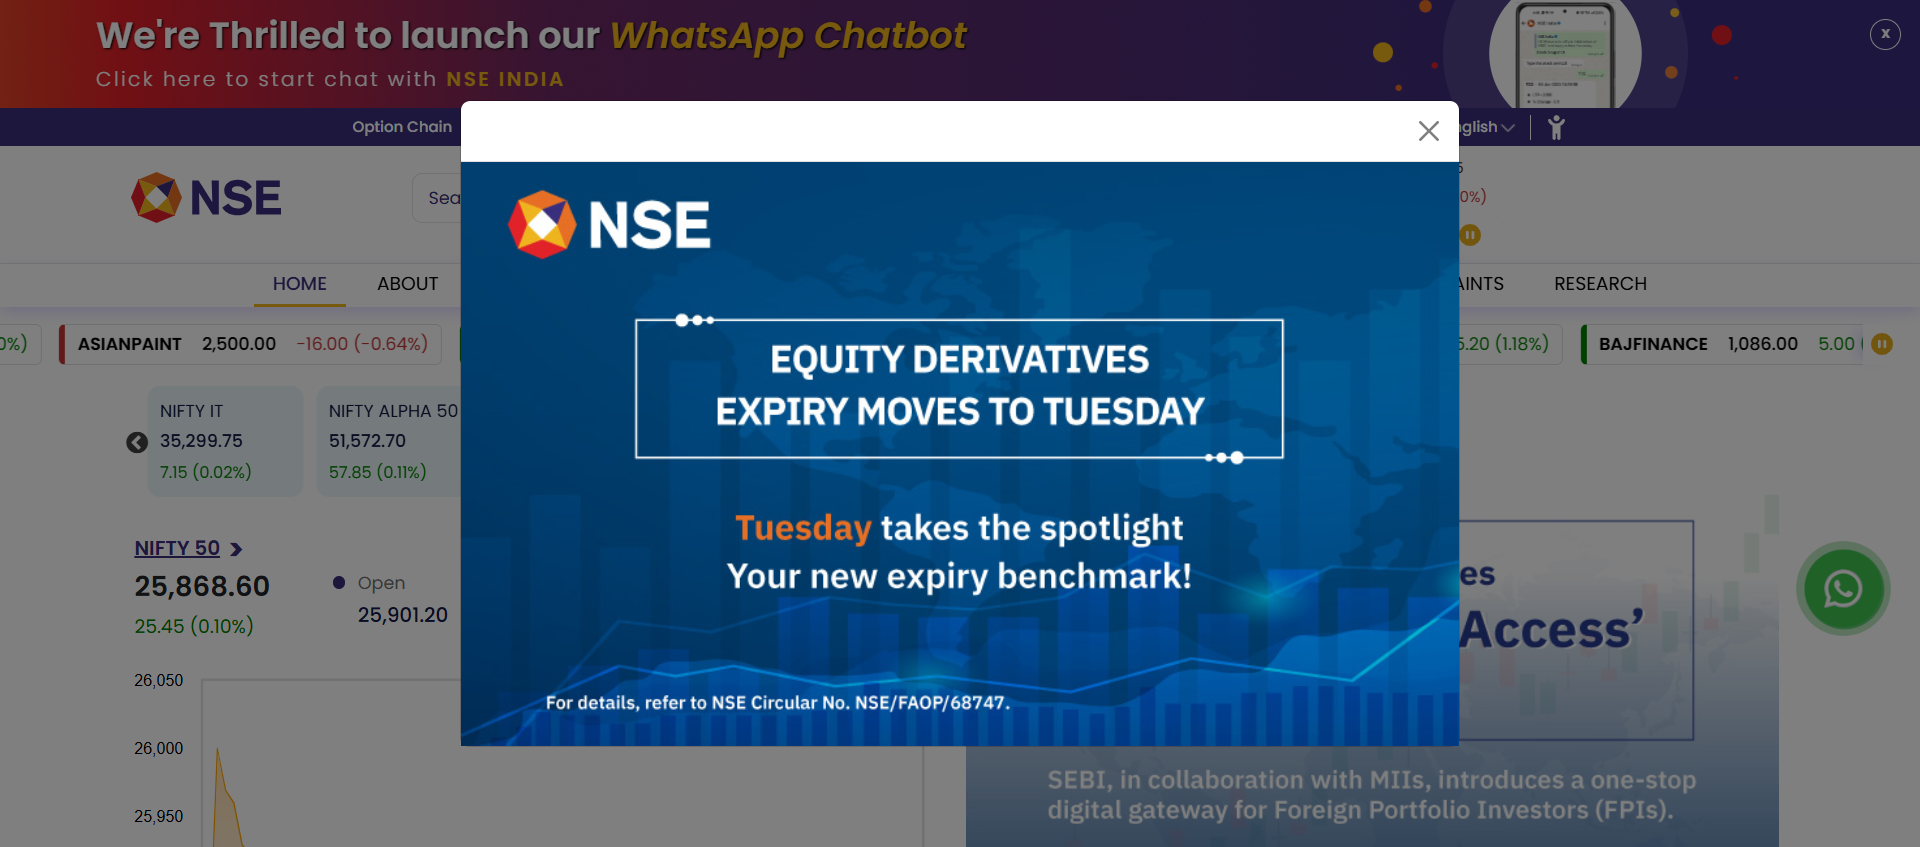 We're Thrilled to launch our WhatsApp Chatbot
Click here to start chat with NSE INDIA
x
Option Chain
glish
NSE
Sea
5
0%)
HOME
ABOUT
AINTS
RESEARCH
0%)
ASIANPAINT 2,500.00 -16.00 (-0.64%)
5.20 (1.18%)
BAJFINANCE 1,086.00 5.00
NIFTY IT
35,299.75
7.15 (0.02%)
NIFTY ALPHA 50
51,572.70
57.85 (0.11%)
NIFTY 50
25,868.60
25.45 (0.10%)
Open
25,901.20
26,050
26,000
25,950
NSE
EQUITY DERIVATIVES
EXPIRY MOVES TO TUESDAY
Tuesday takes the spotlight
Your new expiry benchmark!
For details, refer to NSE Circular No. NSE/FAOP/68747.
es
Access’
SEBI, in collaboration with MIIs, introduces a one-stop
digital gateway for Foreign Portfolio Investors (FPIs).